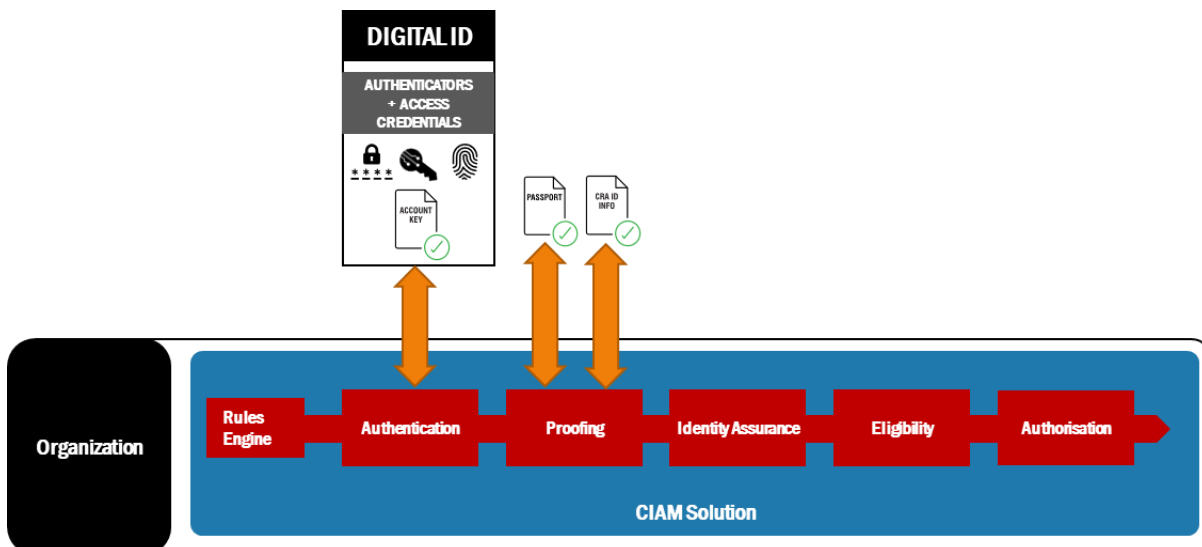 DIGITAL ID
AUTHENTICATORS
+ ACCESS
CREDENTIALS
* * * *
ACCOUNT
KEY
PASSPORT
CRA ID
INFO
Organization
Rules
Engine
Authentication
Proofing
Identity Assurance
Eligibility
Authorisation
CIAM Solution